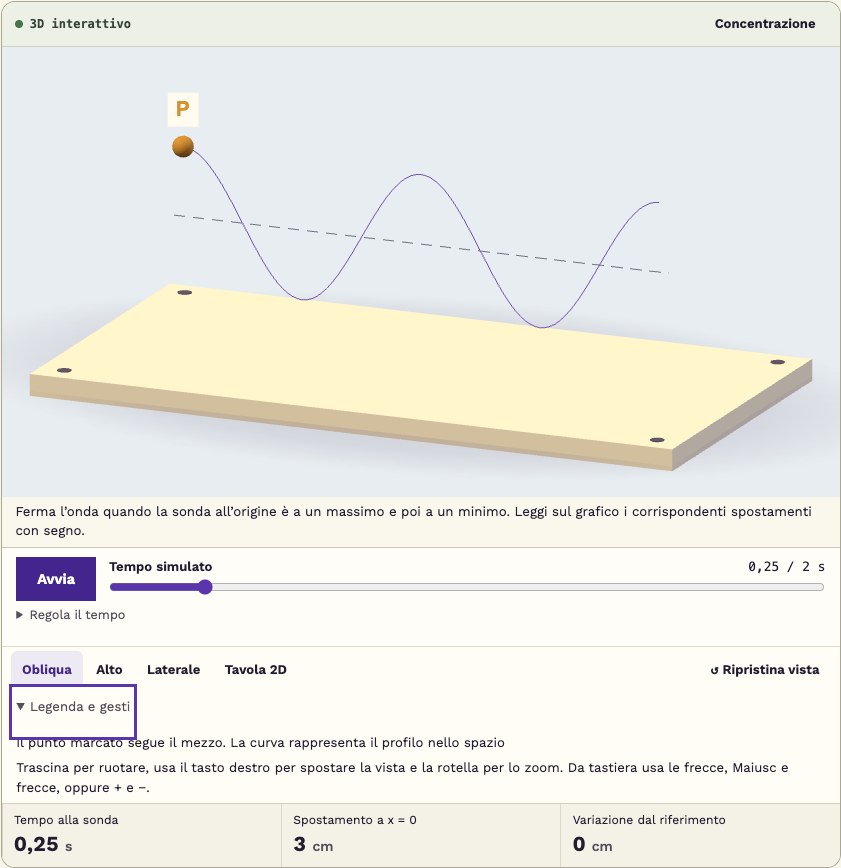 3D interattivo
Concentrazione
P
Ferma l’onda quando la sonda all’origine è a un massimo e poi a un minimo. Leggi sul grafico i corrispondenti spostamenti
con segno.
Avvia
Tempo simulato
0,25 / 2 s
Regola il tempo
Obliqua
Alto
Laterale
Tavola 2D
↺ Ripristina vista
Legenda e gesti
Il punto marcato segue il mezzo. La curva rappresenta il profilo nello spazio
Trascina per ruotare, usa il tasto destro per spostare la vista e la rotella per lo zoom. Da tastiera usa le frecce, Maiusc e
frecce, oppure + e −.
Tempo alla sonda
0,25 s
Spostamento a x = 0
3 cm
Variazione dal riferimento
0 cm